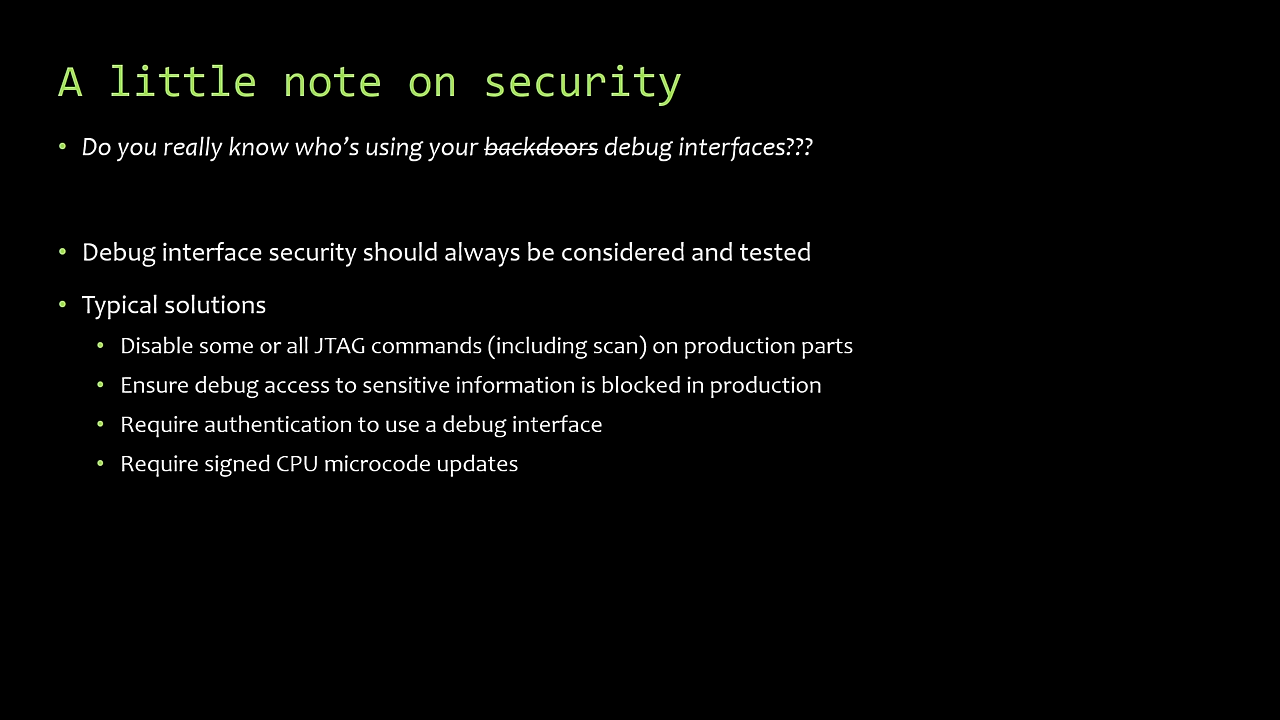 A little note on security
• Do you really know who’s using your backdoors debug interfaces???
• Debug interface security should always be considered and tested
• Typical solutions
• Disable some or all JTAG commands (including scan) on production parts
• Ensure debug access to sensitive information is blocked in production
• Require authentication to use a debug interface
• Require signed CPU microcode updates